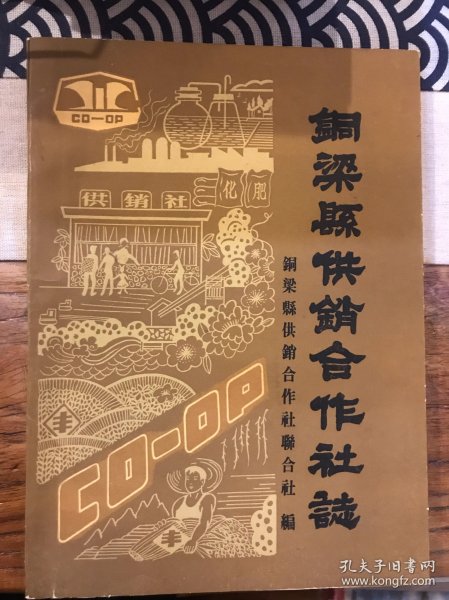 銅梁縣供銷合作社誌
銅梁縣供銷合作社聯合社 編
CO-OP
供銷社
化肥
CO-OP
丰
丰
孔夫子旧书网
www.kongfz.com